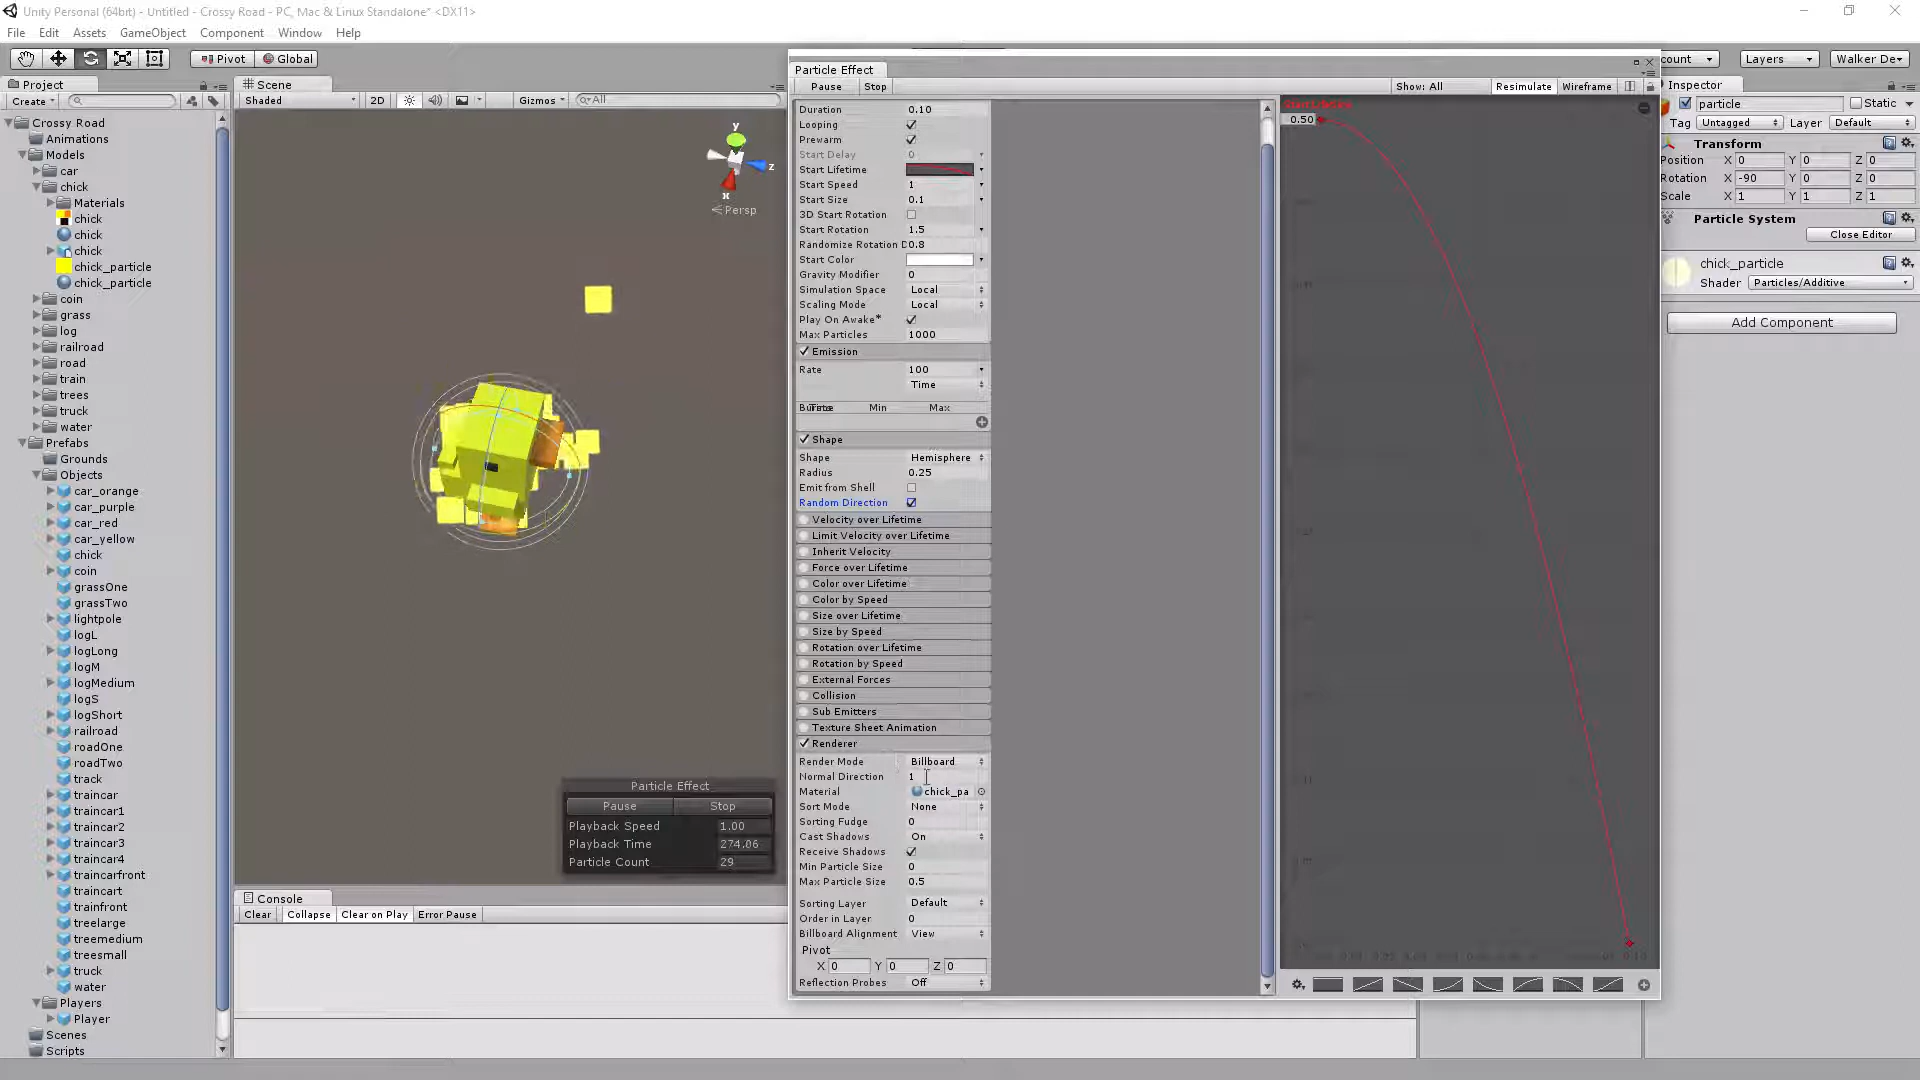 Unity Personal (64bit) - Untitled - Crossy Road - PC, Mac & Linux Standalone* <DX11>
File Edit Assets GameObject Component Window Help
Pivot Global
Layers Walker De
Project
Create
Crossy Road
Animations
Models
car
chick
Materials
chick
chick
chick
chick_particle
chick_particle
coin
grass
log
railroad
road
train
trees
truck
water
Prefabs
Grounds
Objects
car_orange
car_purple
car_red
car_yellow
chick
coin
grassOne
grassTwo
lightpole
logL
logLong
logM
logMedium
logS
logShort
railroad
roadOne
roadTwo
track
traincar
traincar1
traincar2
traincar3
traincar4
traincarfront
traincart
trainfront
treelarge
treemedium
treesmall
truck
water
Players
Player
Scenes
Scripts
Scene
Shaded 2D Gizmos All
y
z
x
Persp
Particle Effect
Pause Stop
Playback Speed 1.00
Playback Time 274.06
Particle Count 29
Console
Clear Collapse Clear on Play Error Pause
Particle Effect
Pause Stop Show: All Resimulate Wireframe
Duration 0.10
Looping
Prewarm
Start Delay 0
Start Lifetime
Start Speed 1
Start Size 0.1
3D Start Rotation
Start Rotation 1.5
Randomize Rotation D 0.8
Start Color
Gravity Modifier 0
Simulation Space Local
Scaling Mode Local
Play On Awake*
Max Particles 1000
Emission
Rate 100
Time
Min Max
Shape
Shape Hemisphere
Radius 0.25
Emit from Shell
Random Direction
Velocity over Lifetime
Limit Velocity over Lifetime
Inherit Velocity
Force over Lifetime
Color over Lifetime
Color by Speed
Size over Lifetime
Size by Speed
Rotation over Lifetime
Rotation by Speed
External Forces
Collision
Sub Emitters
Texture Sheet Animation
Renderer
Render Mode Billboard
Normal Direction 1
Material chick_pa
Sort Mode None
Sorting Fudge 0
Cast Shadows On
Receive Shadows
Min Particle Size 0
Max Particle Size 0.5
Sorting Layer Default
Order in Layer 0
Billboard Alignment View
Pivot
X 0 Y 0 Z 0
Reflection Probes Off
0.50
Inspector
particle Static
Tag Untagged Layer Default
Transform
Position X 0 Y 0 Z 0
Rotation X -90 Y 0 Z 0
Scale X 1 Y 1 Z 1
Particle System
Close Editor
chick_particle
Shader Particles/Additive
Add Component